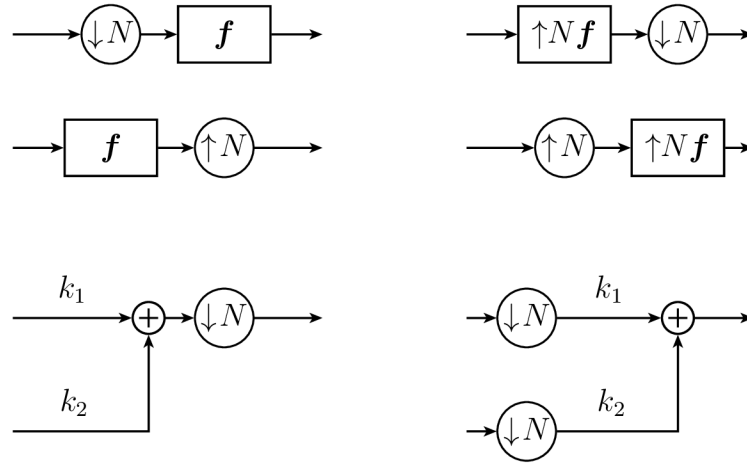 ↓N f ↑N f ↓N
f ↑N ↑N ↑N f
k₁ + ↓N ↓N k₁ +
k₂ ↓N k₂